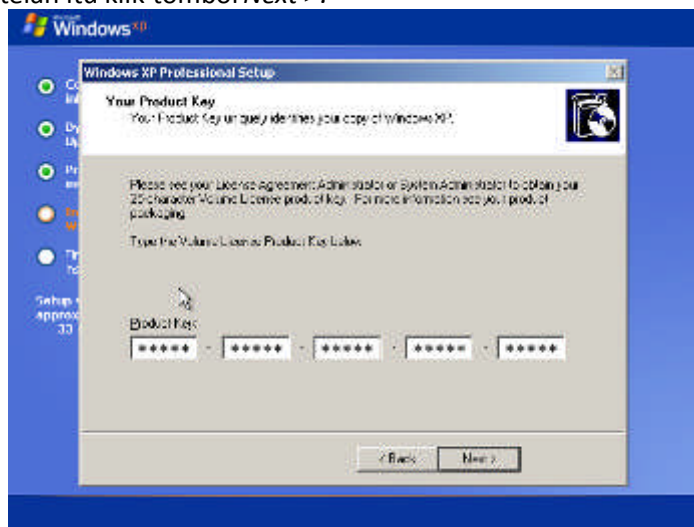 telah itu klik tombol Next >7
Windows xp
Windows XP Professional Setup
Your Product Key
Your Product Key uniquely identifies your copy of Windows XP.
Please see your License Agreement Administrator or System Administrator to obtain your
25-character Volume License product key. For more information see your product
packaging.
Type the Volume License Product Key below:
Product Key:
***** - ***** - ***** - ***** - *****
< Back
Next >
Setup
approx
33